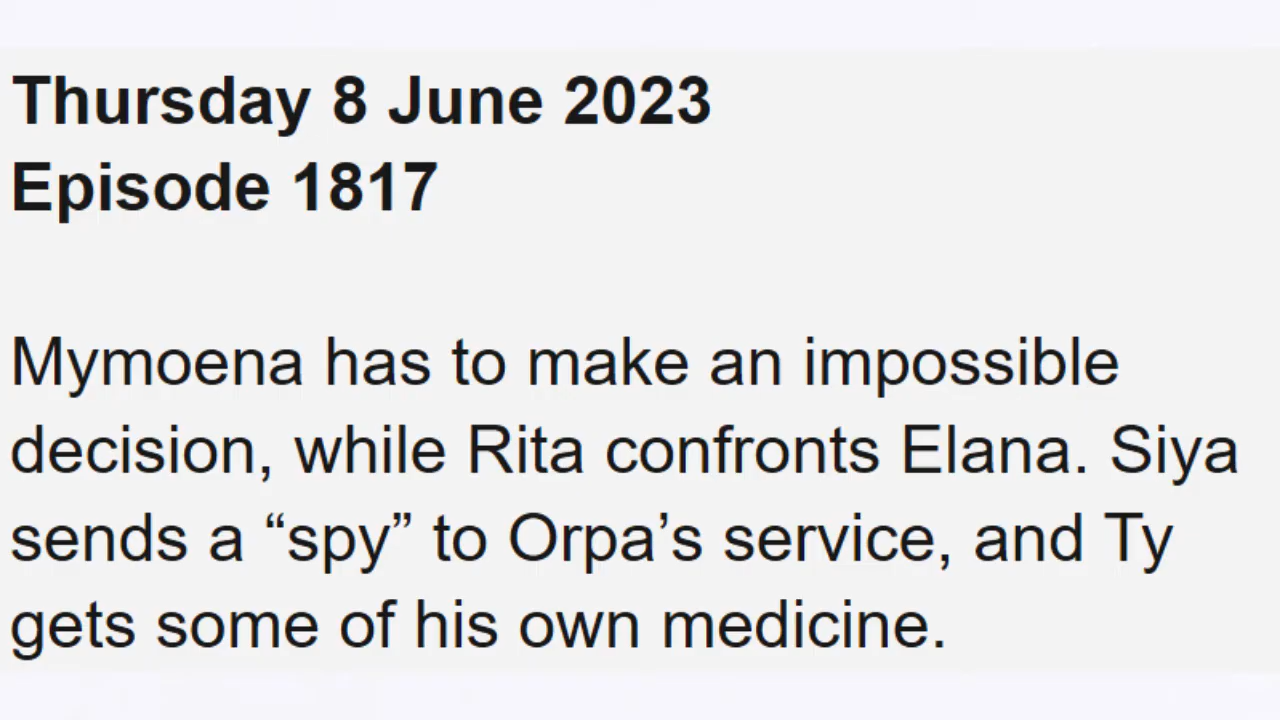 Thursday 8 June 2023
Episode 1817
Mymoena has to make an impossible
decision, while Rita confronts Elana. Siya
sends a “spy” to Orpa’s service, and Ty
gets some of his own medicine.